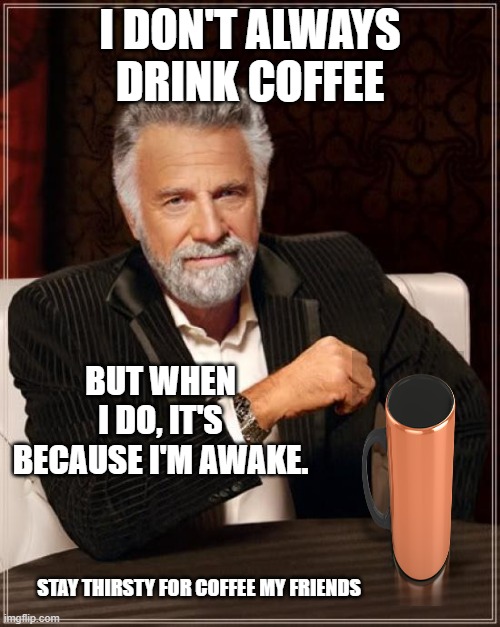 I DON'T ALWAYS
DRINK COFFEE
BUT WHEN
I DO, IT'S
BECAUSE I'M AWAKE.
STAY THIRSTY FOR COFFEE MY FRIENDS
imgflip.com